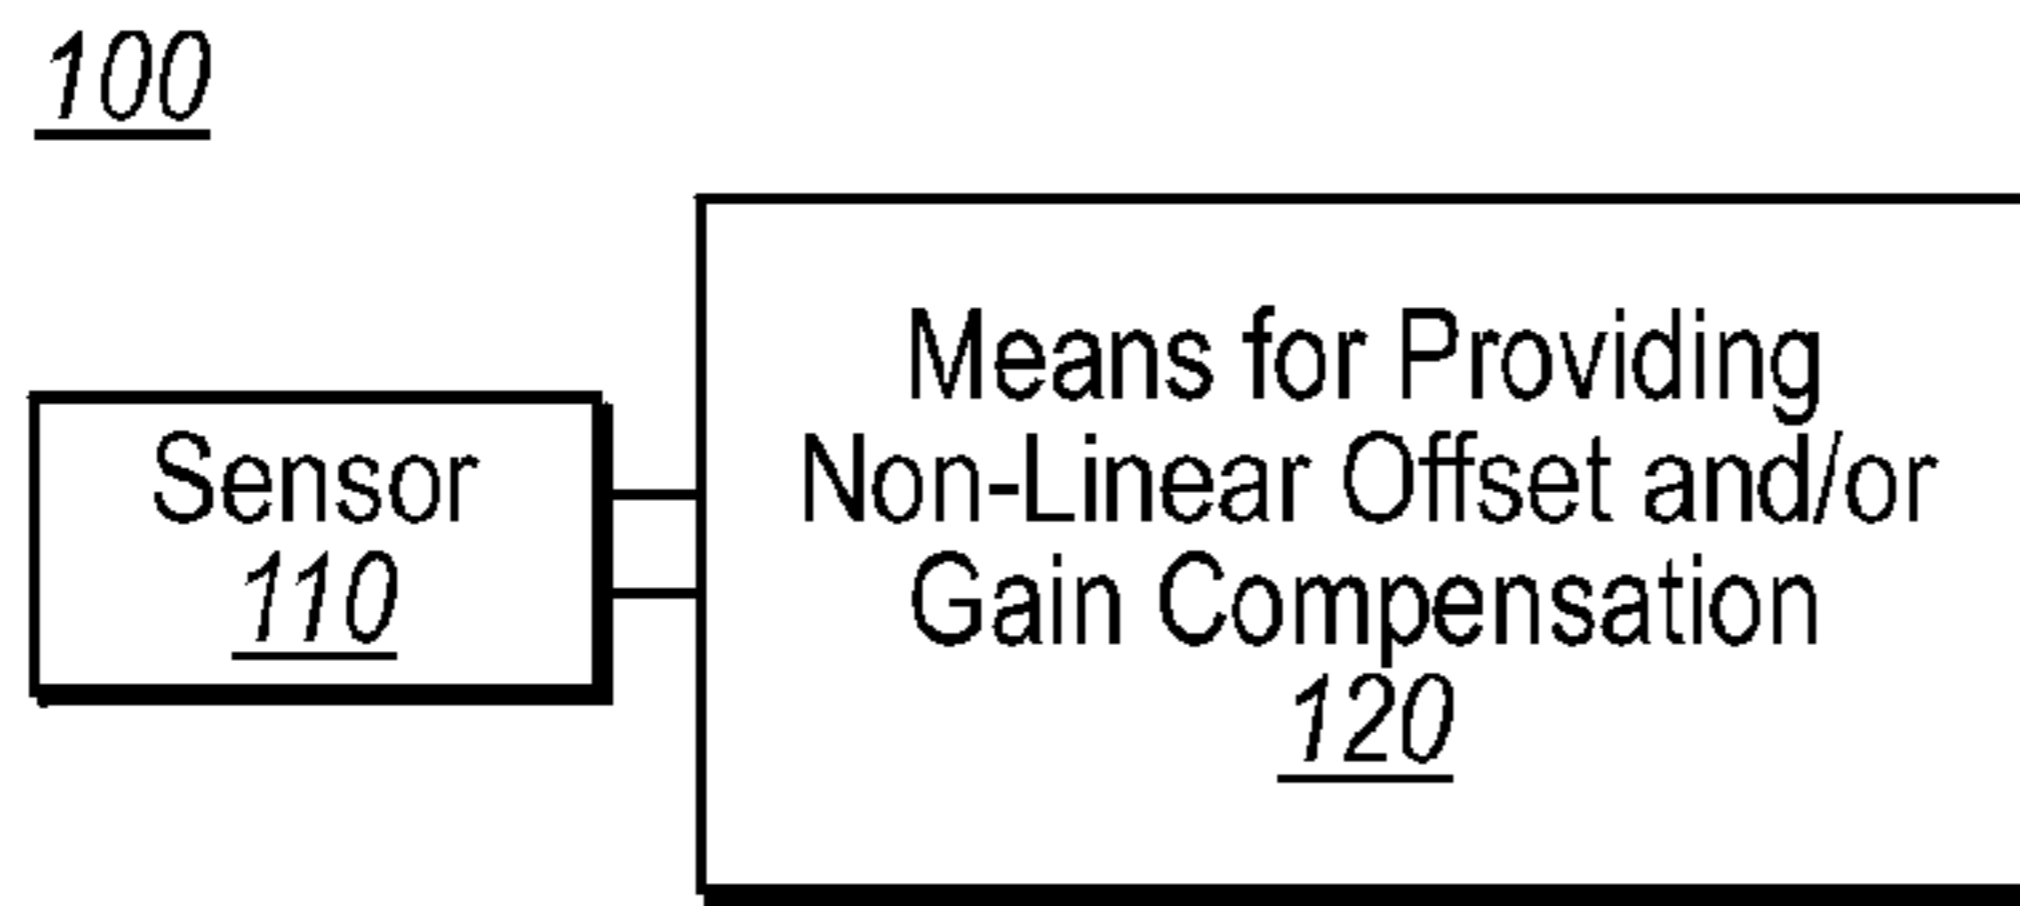 100
Sensor
110
Means for Providing
Non-Linear Offset and/or
Gain Compensation
120